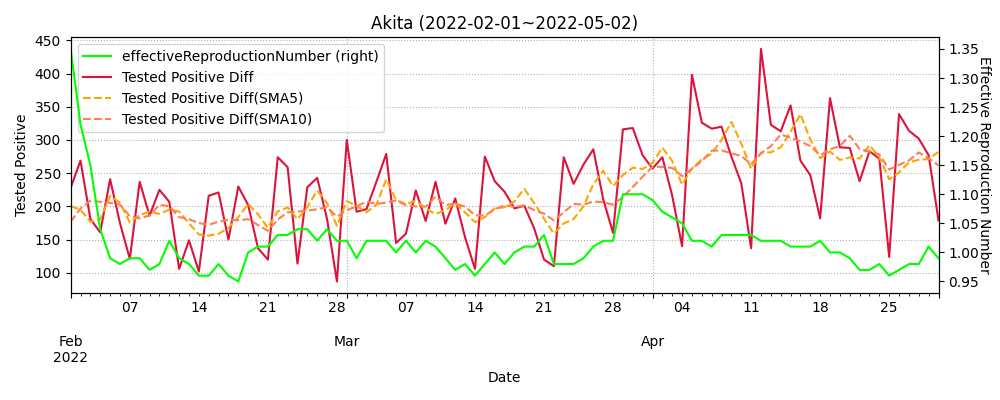 Akita (2022-02-01~2022-05-02)
effectiveReproductionNumber (right)
Tested Positive Diff
Tested Positive Diff(SMA5)
Tested Positive Diff(SMA10)
Tested Positive
450
400
350
300
250
200
150
100
1.35
1.30
1.25
1.20
1.15
1.10
1.05
1.00
0.95
Effective Reproduction Number
07 14 21 28 07 14 21 28 04 11 18 25
Feb Mar Apr
2022
Date